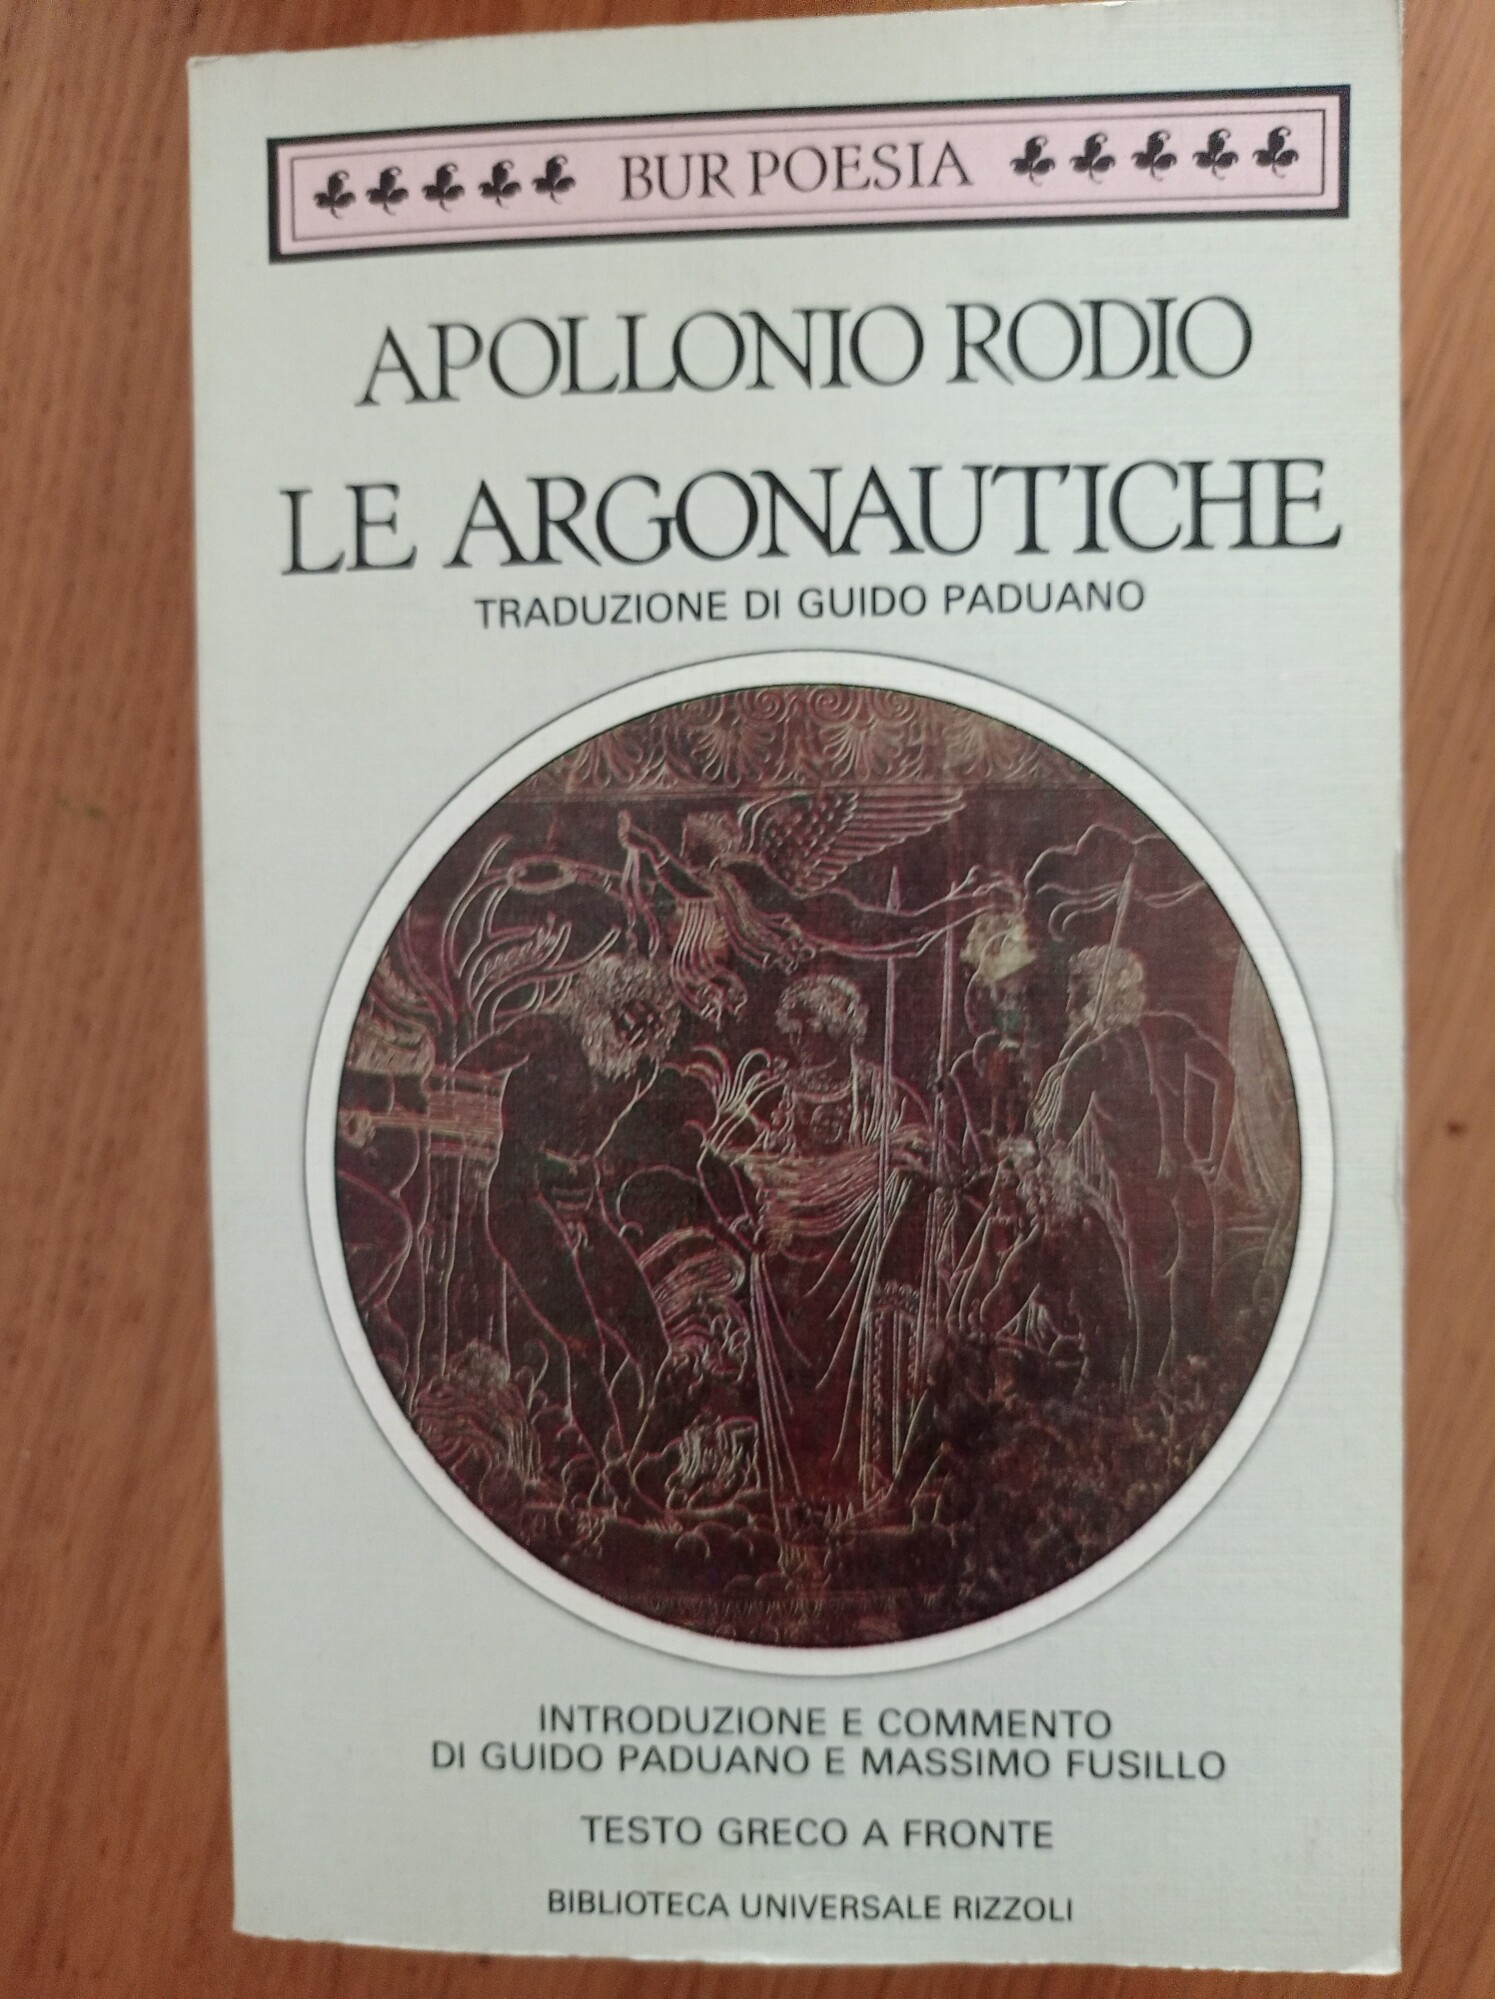 BUR POESIA
APOLLONIO RODIO
LE ARGONAUTICHE
TRADUZIONE DI GUIDO PADUANO
INTRODUZIONE E COMMENTO
DI GUIDO PADUANO E MASSIMO FUSILLO
TESTO GRECO A FRONTE
BIBLIOTECA UNIVERSALE RIZZOLI